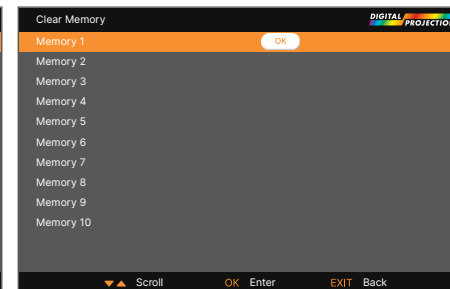 Clear Memory
DIGITAL PROJECTION
Memory 1 OK
Memory 2
Memory 3
Memory 4
Memory 5
Memory 6
Memory 7
Memory 8
Memory 9
Memory 10
Scroll OK Enter EXIT Back